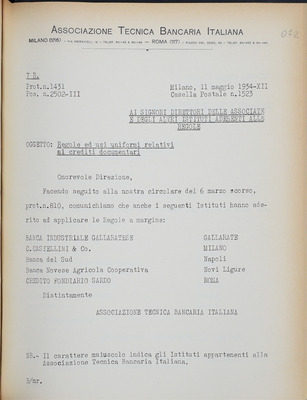 ASSOCIAZIONE TECNICA BANCARIA ITALIANA
MILANO (126) - ROMA (117)
Prot.n.1431 Milano, 11 maggio 1934-XII
Pos. n.2502-III Casella Postale n.1523
AI SIGNORI DIRETTORI DELLE ASSOCIATE
E DEGLI ALTRI ISTITUTI ADERENTI ALLE
REGOLE
OGGETTO: Regole ed usi uniformi relativi
ai crediti documentari
Onorevole Direzione,
Facendo seguito alla nostra circolare del 6 marzo scorso,
prot.n.810, comunichiamo che anche i seguenti Istituti hanno ade-
rito ad applicare le Regole a margine:
BANCA INDUSTRIALE GALLARATESE GALLARATE
C.CASTELLINI & Co. MILANO
Banca del Sud Napoli
Banca Novese Agricola Cooperativa Novi Ligure
CREDITO FONDIARIO SARDO ROMA
Distintamente
ASSOCIAZIONE TECNICA BANCARIA ITALIANA
NB.- Il carattere maiuscolo indica gli Istituti appartenenti alla
Associazione Tecnica Bancaria Italiana.